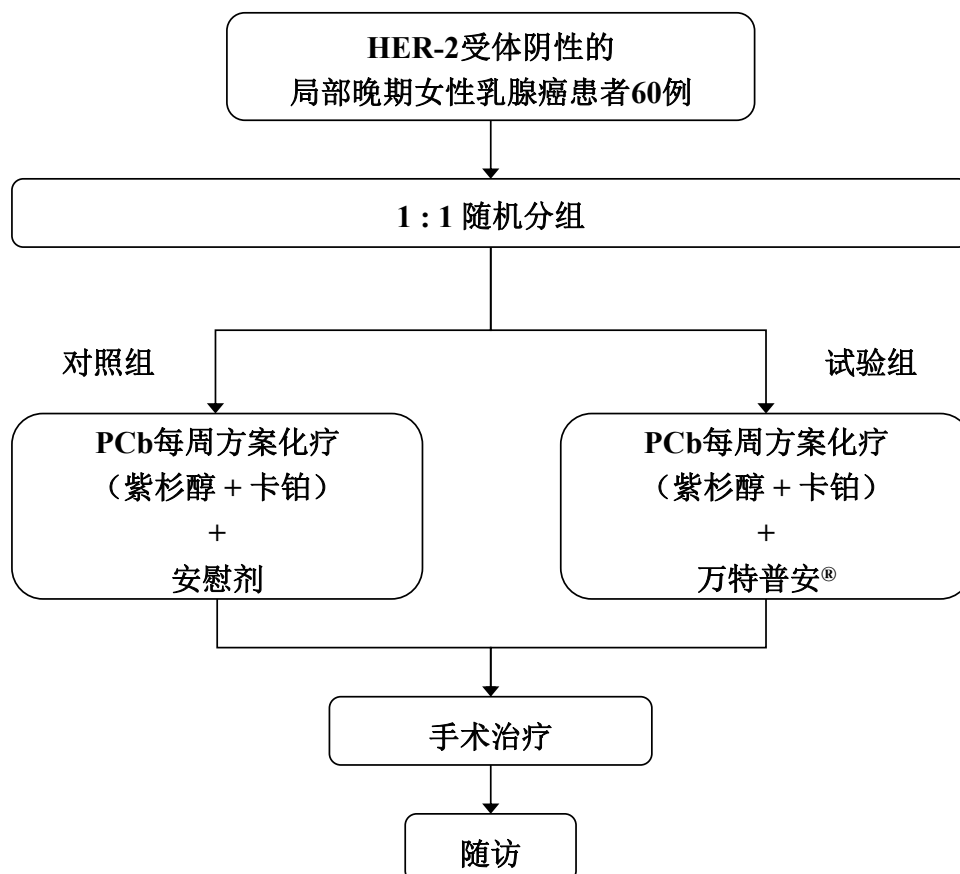 HER-2受体阴性的
局部晚期女性乳腺癌患者60例
1 : 1 随机分组
对照组
试验组
PCb每周方案化疗
（紫杉醇 + 卡铂）
+
安慰剂
PCb每周方案化疗
（紫杉醇 + 卡铂）
+
万特普安®
手术治疗
随访